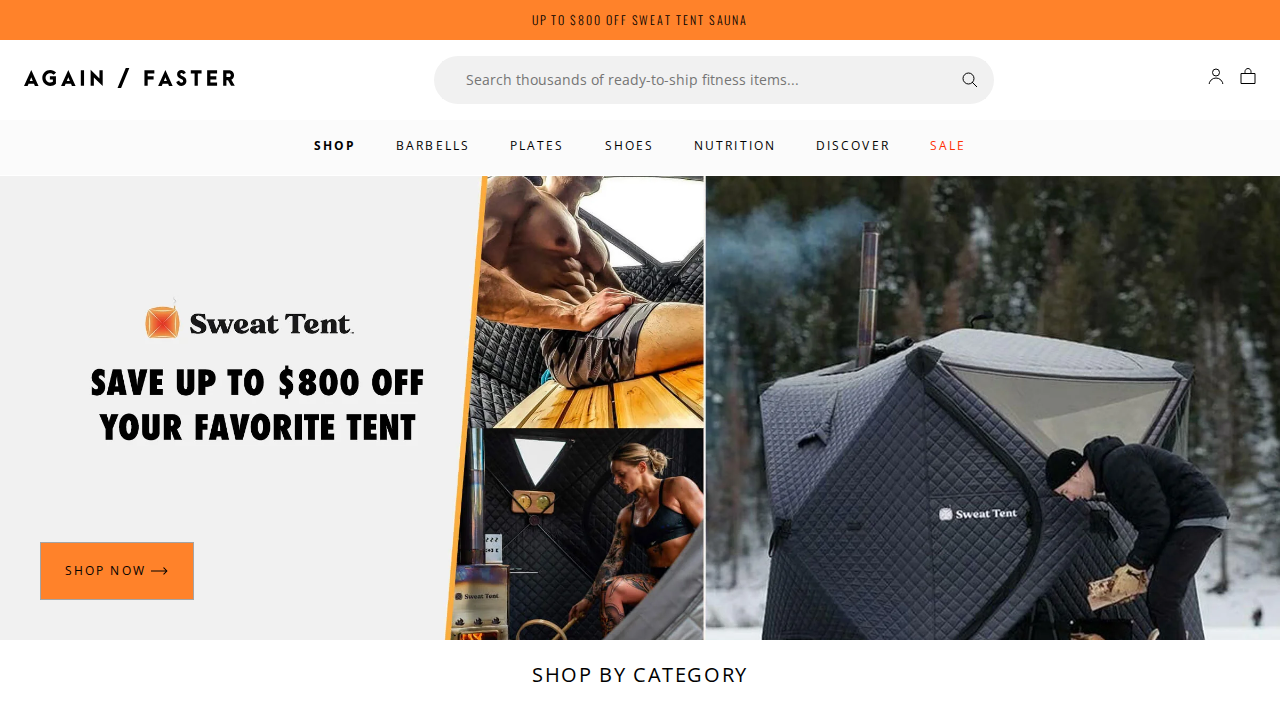 UP TO $800 OFF SWEAT TENT SAUNA
AGAIN / FASTER
Search thousands of ready-to-ship fitness items...
SHOP BARBELLS PLATES SHOES NUTRITION DISCOVER SALE
Sweat Tent
SAVE UP TO $800 OFF
YOUR FAVORITE TENT
SHOP NOW
Sweat Tent
Sweat Tent
SHOP BY CATEGORY